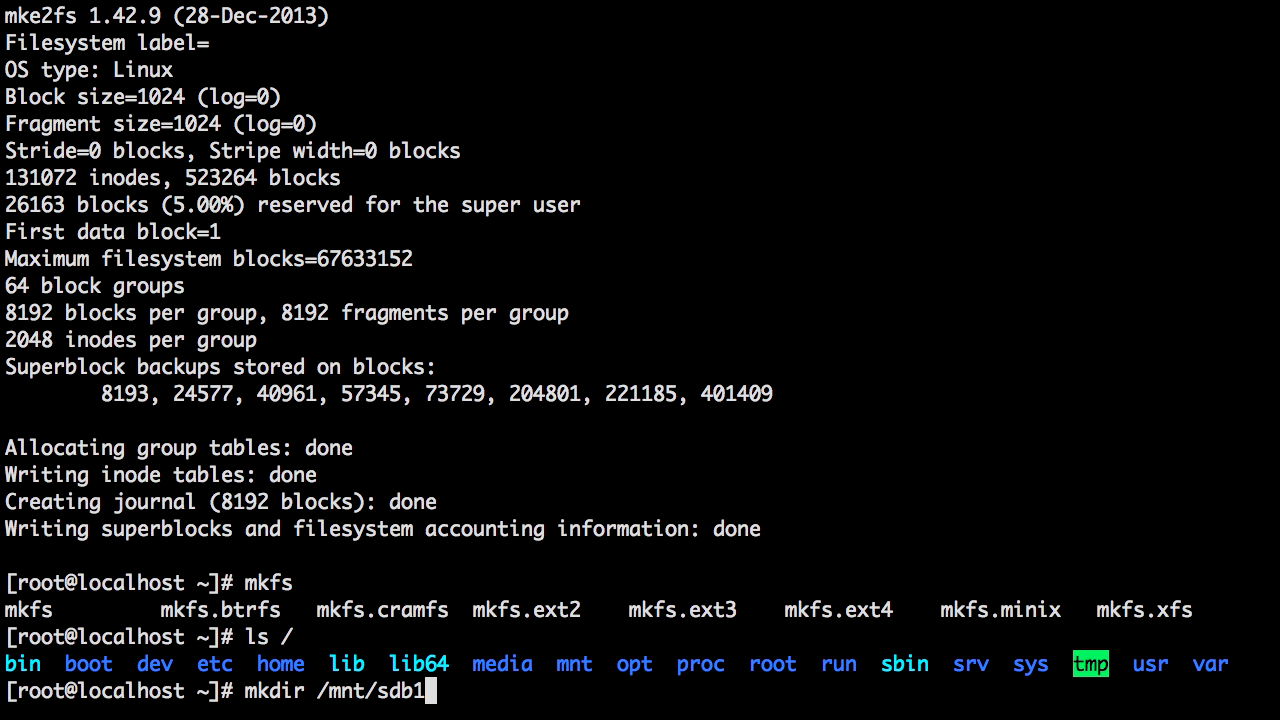 mke2fs 1.42.9 (28-Dec-2013)
Filesystem label=
OS type: Linux
Block size=1024 (log=0)
Fragment size=1024 (log=0)
Stride=0 blocks, Stripe width=0 blocks
131072 inodes, 523264 blocks
26163 blocks (5.00%) reserved for the super user
First data block=1
Maximum filesystem blocks=67633152
64 block groups
8192 blocks per group, 8192 fragments per group
2048 inodes per group
Superblock backups stored on blocks:
        8193, 24577, 40961, 57345, 73729, 204801, 221185, 401409

Allocating group tables: done
Writing inode tables: done
Creating journal (8192 blocks): done
Writing superblocks and filesystem accounting information: done

[root@localhost ~]# mkfs
mkfs         mkfs.btrfs   mkfs.cramfs  mkfs.ext2    mkfs.ext3    mkfs.ext4    mkfs.minix   mkfs.xfs
[root@localhost ~]# ls /
bin  boot  dev  etc  home  lib  lib64  media  mnt  opt  proc  root  run  sbin  srv  sys  tmp  usr  var
[root@localhost ~]# mkdir /mnt/sdb1